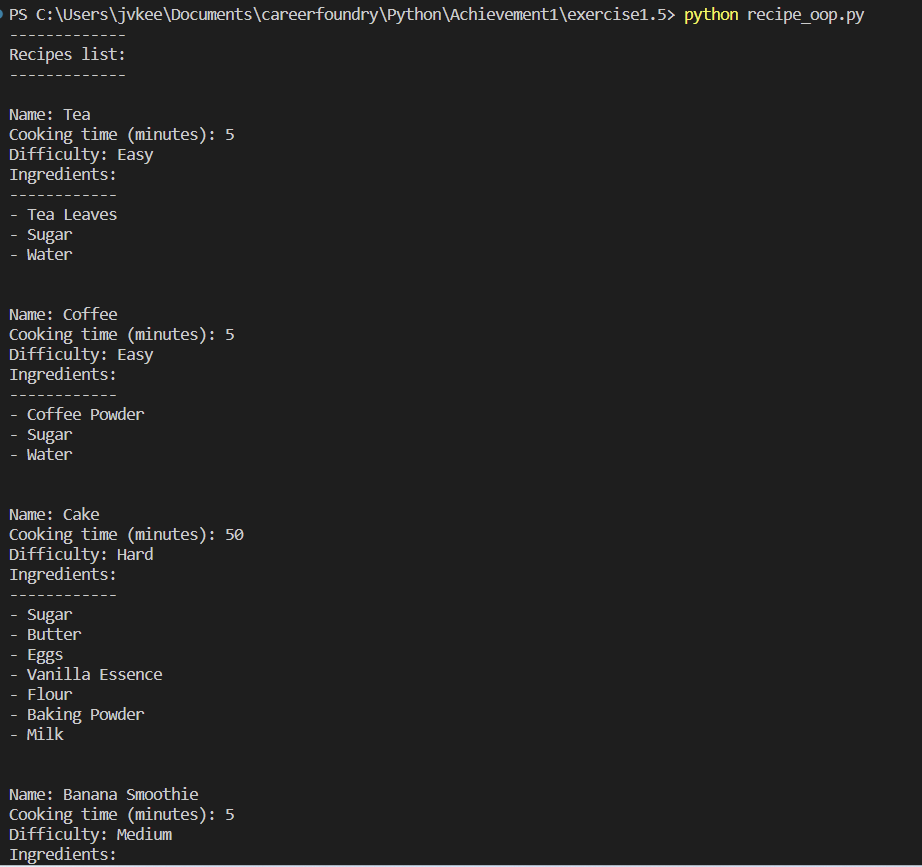 PS C:\Users\jvkee\Documents\careerfoundry\Python\Achievement1\exercise1.5> python recipe_oop.py
-------------
Recipes list:
-------------

Name: Tea
Cooking time (minutes): 5
Difficulty: Easy
Ingredients:
------------
- Tea Leaves
- Sugar
- Water

Name: Coffee
Cooking time (minutes): 5
Difficulty: Easy
Ingredients:
------------
- Coffee Powder
- Sugar
- Water

Name: Cake
Cooking time (minutes): 50
Difficulty: Hard
Ingredients:
------------
- Sugar
- Butter
- Eggs
- Vanilla Essence
- Flour
- Baking Powder
- Milk

Name: Banana Smoothie
Cooking time (minutes): 5
Difficulty: Medium
Ingredients: